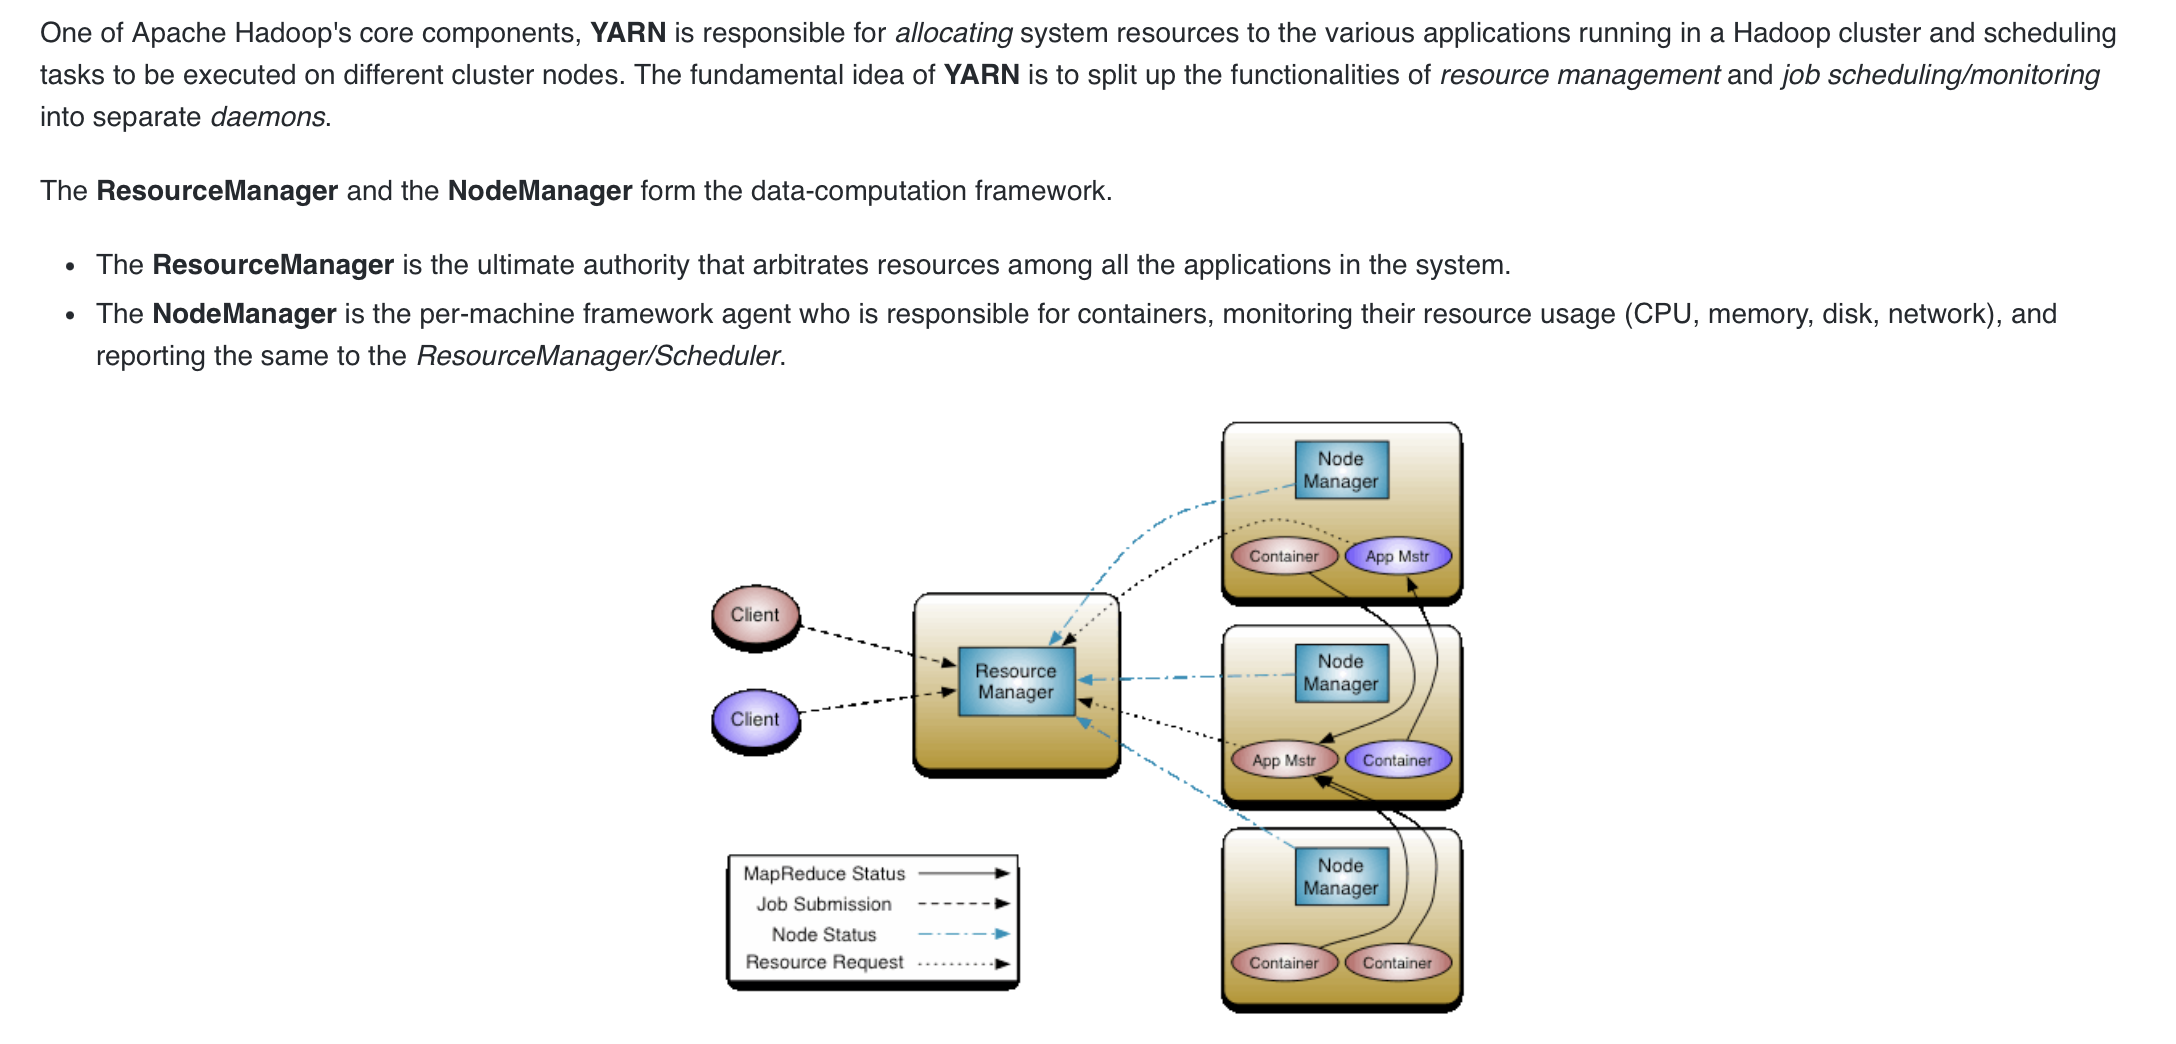 One of Apache Hadoop's core components, YARN is responsible for allocating system resources to the various applications running in a Hadoop cluster and scheduling
tasks to be executed on different cluster nodes. The fundamental idea of YARN is to split up the functionalities of resource management and job scheduling/monitoring
into separate daemons.
The ResourceManager and the NodeManager form the data-computation framework.
• The ResourceManager is the ultimate authority that arbitrates resources among all the applications in the system.
• The NodeManager is the per-machine framework agent who is responsible for containers, monitoring their resource usage (CPU, memory, disk, network), and
reporting the same to the ResourceManager/Scheduler.
Node
Manager
Container
App Mstr
Client
Client
Resource
Manager
Node
Manager
App Mstr
Container
Node
Manager
Container
Container
MapReduce Status
Job Submission
Node Status
Resource Request